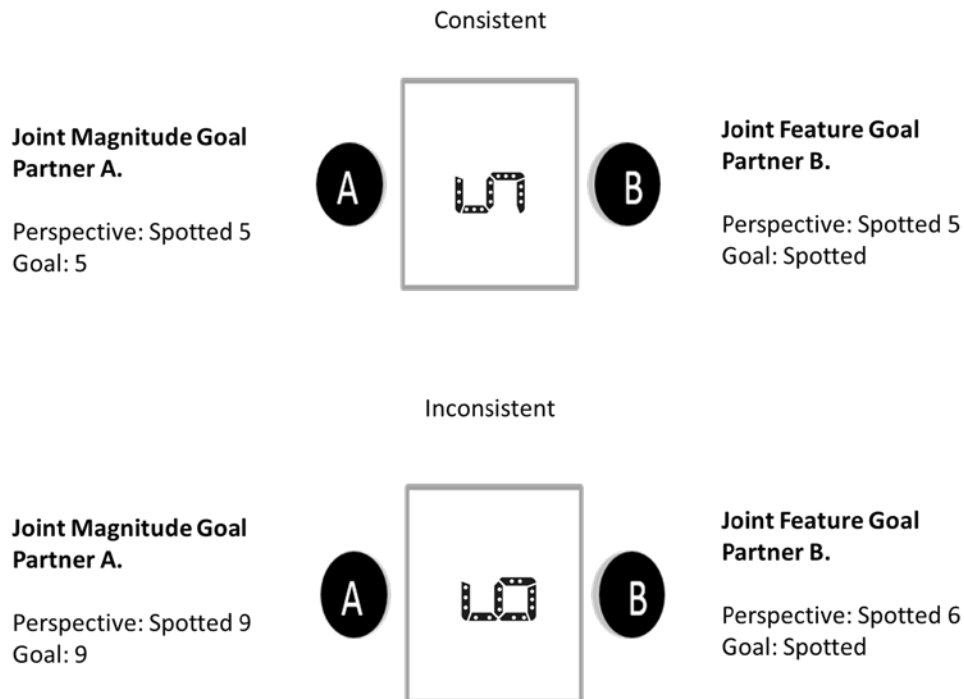 Consistent
Joint Magnitude Goal
Partner A.
Perspective: Spotted 5
Goal: 5
A
5
B
Joint Feature Goal
Partner B.
Perspective: Spotted 5
Goal: Spotted
Inconsistent
Joint Magnitude Goal
Partner A.
Perspective: Spotted 9
Goal: 9
A
B
Joint Feature Goal
Partner B.
Perspective: Spotted 6
Goal: Spotted